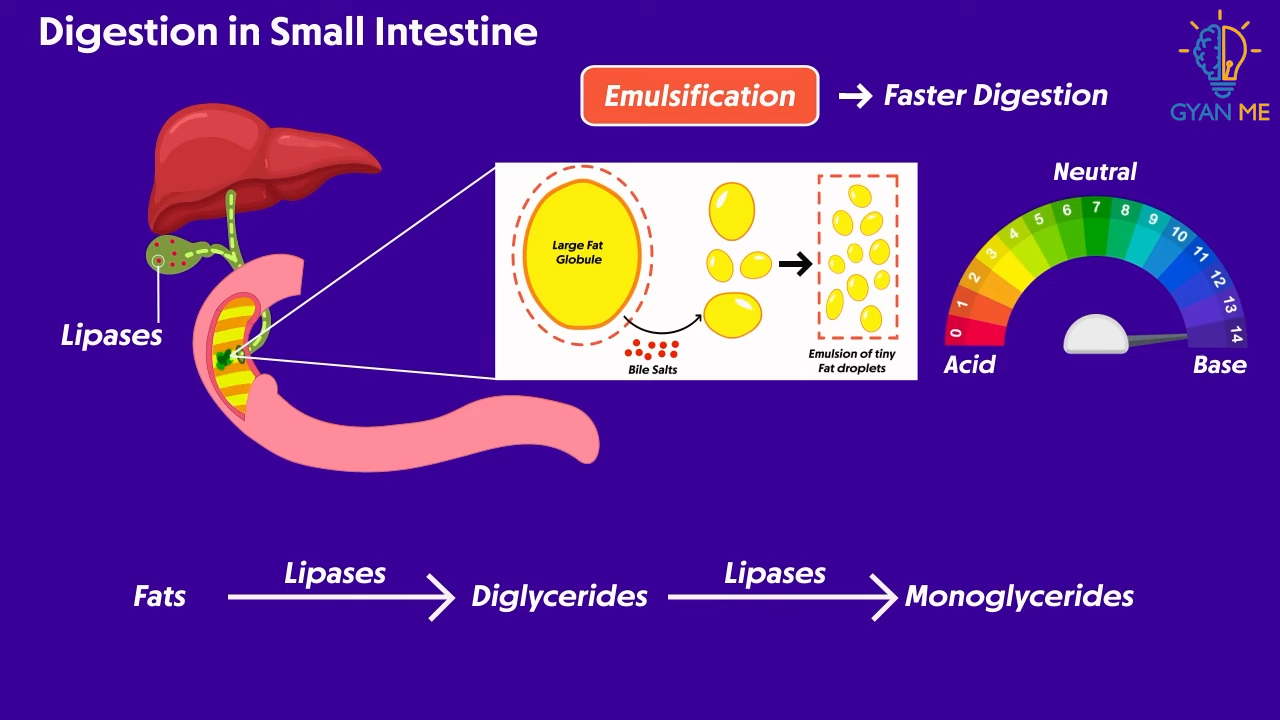 Digestion in Small Intestine
Emulsification
Faster Digestion
GYAN ME
Lipases
Large Fat
Globule
Bile Salts
Emulsion of tiny
Fat droplets
Neutral
0
1
2
3
4
5
6
7
8
9
10
11
12
13
14
Acid
Base
Fats
Lipases
Diglycerides
Lipases
Monoglycerides